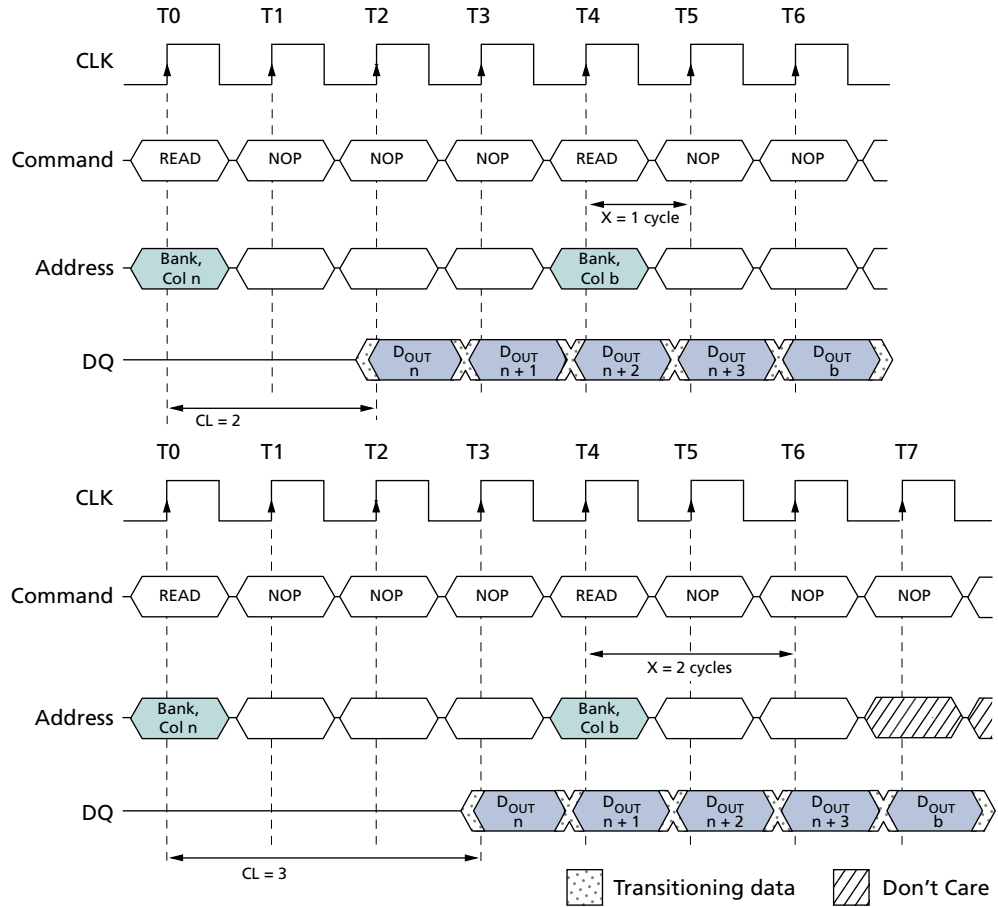 T0 T1 T2 T3 T4 T5 T6
CLK
Command READ NOP NOP NOP READ NOP NOP
X = 1 cycle
Address Bank, Col n Bank, Col b
DQ DOUT n DOUT n + 1 DOUT n + 2 DOUT n + 3 DOUT b
CL = 2
T0 T1 T2 T3 T4 T5 T6 T7
CLK
Command READ NOP NOP NOP READ NOP NOP NOP
X = 2 cycles
Address Bank, Col n Bank, Col b
DQ DOUT n DOUT n + 1 DOUT n + 2 DOUT n + 3 DOUT b
CL = 3
Transitioning data Don't Care